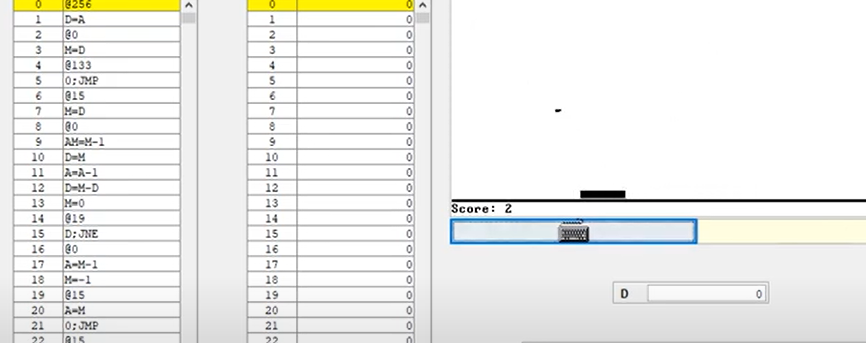 0 @256 0 0
1 D=A 1 0
2 @0 2 0
3 M=D 3 0
4 @133 4 0
5 0;JMP 5 0
6 @15 6 0
7 M=D 7 0
8 @0 8 0
9 AM=M-1 9 0
10 D=M 10 0
11 A=A-1 11 0
12 D=M-D 12 0
13 M=0 13 0
14 @19 14 0
15 D;JNE 15 0
16 @0 16 0
17 A=M-1 17 0
18 M=-1 18 0
19 @15 19 0
20 A=M 20 0
21 0;JMP 21 0
22 @15 22 0
Score: 2
D 0